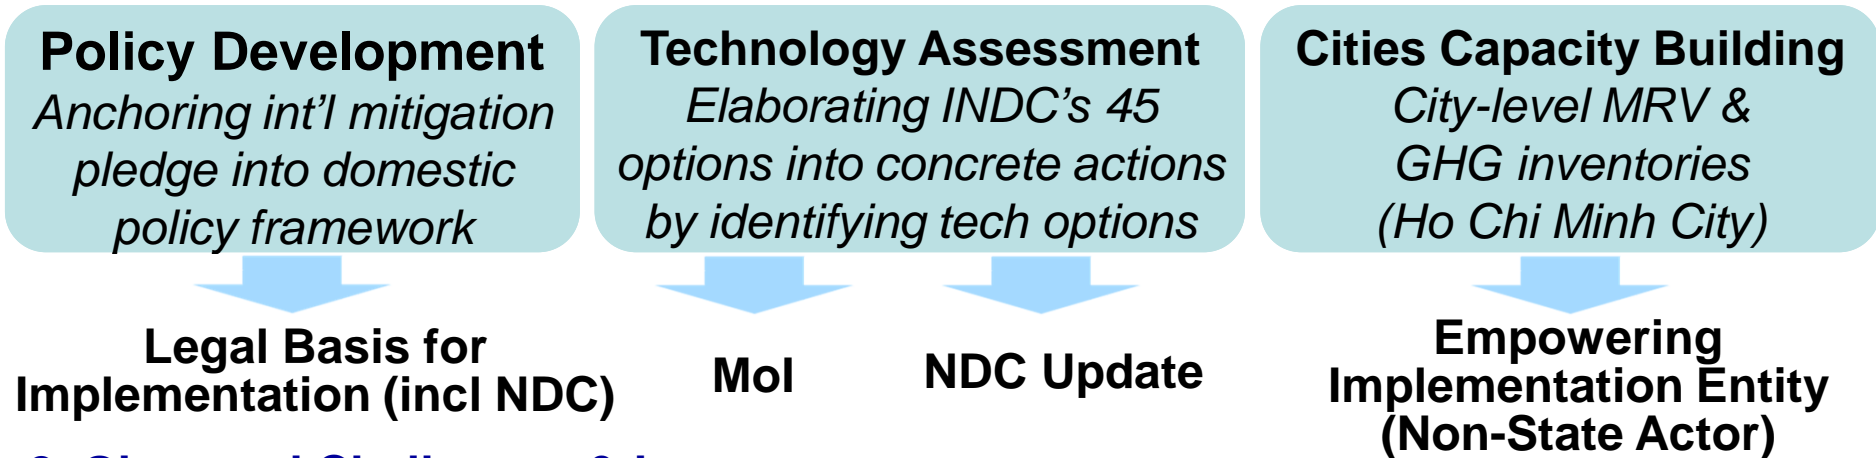 Policy Development
Anchoring int'l mitigation
pledge into domestic
policy framework
Technology Assessment
Elaborating INDC's 45
options into concrete actions
by identifying tech options
Cities Capacity Building
City-level MRV &
GHG inventories
(Ho Chi Minh City)
Legal Basis for
Implementation (incl NDC)
MoI
NDC Update
Empowering
Implementation Entity
(Non-State Actor)